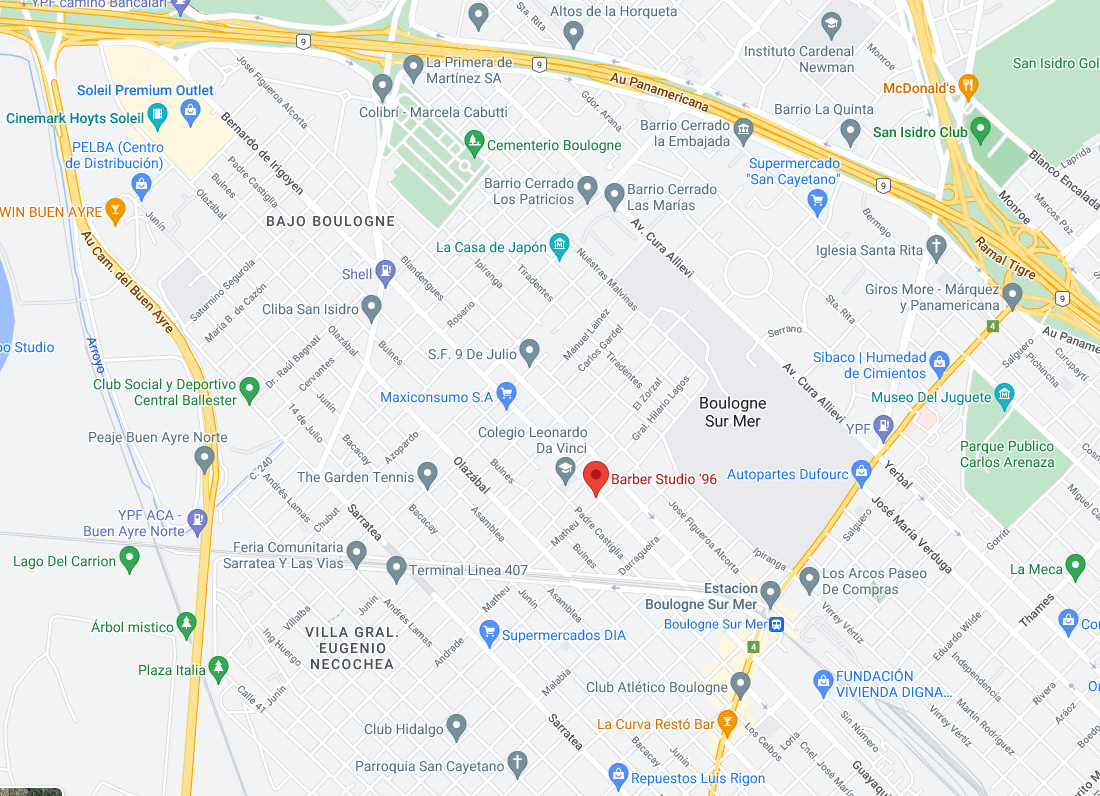 YPF camino Bancalari-
Altos de la Horqueta
Sta. Rita
9
La Primera de
Martínez SA
9
Au Panamericana
Instituto Cardenal
Newman
Monroe
San Isidro Gol
McDonald's
José Figueroa Alcorta
Soleil Premium Outlet
Cinemark Hoyts Soleil
Colibrí - Marcela Cabutti
Gdor. Arana
Barrio La Quinta
Barrio Cerrado
la Embajada
San Isidro Club
Bernardo de Irigoyen
Cementerio Boulogne
PELBA (Centro
de Distribución)
Supermercado
"San Cayetano"
Blanco Encalada
Laprida
Padre Castiglia
Bulnes
Olazábal
Barrio Cerrado
Los Patricios
Barrio Cerrado
Las Marías
9
Monroe
Marcos Paz
WIN BUEN AYRE
Junín
BAJO BOULOGNE
Av. Cura Allievi
Bermejo
Au Cam. del Buen Ayre
La Casa de Japón
Iglesia Santa Rita
Ramal Tigre
Shell
Blandengues
Ipiranga
Tiradentes
Nuestras Malvinas
Saturnino Segurola
María B. de Cazón
Cliba San Isidro
Rosario
Sta. Rita
Giros More - Márquez
y Panamericana
9
4
Au Paname
Arroyo
Dr. Raúl Bagnati
Olazábal
Bulnes
S.F. 9 De Julio
Manuel Láinez
Carlos Gardel
Tiradentes
Serrano
Salguero
Pichincha
Curupaytí
po Studio
Cervantes
Sibaco | Humedad
de Cimientos
Av. Cura Allievi
Club Social y Deportivo
Central Ballester
Junín
Maxiconsumo S.A
El Zorzal
Gral. Hilario Lagos
Boulogne
Sur Mer
Museo Del Juguete
14 de Julio
YPF
Peaje Buen Ayre Norte
Bacacay
Azopardo
Colegio Leonardo
Da Vinci
Parque Publico
Carlos Arenaza
C. 240
Olazábal
Bulnes
The Garden Tennis
Barber Studio '96
Autopartes Dufourc
Yerbal
Andrés Lamas
Miguel Ca
YPF ACA -
Buen Ayre Norte
Chubut
Sarratea
Bacacay
Asamblea
Matheu
Padre Castiglia
José Figueroa Alcorta
José María Verduga
Salguero
Gorriti
Bulnes
Darragueira
Ipiranga
Feria Comunitaria
Sarratea Y Las Vias
Lago Del Carrion
Terminal Linea 407
Los Arcos Paseo
De Compras
La Meca
Estacion
Boulogne Sur Mer
Boulogne Sur Mer
Matheu
Junín
Asamblea
Villalba
Junín
Andrés Lamas
Virrey Vértiz
Thames
Árbol mistico
VILLA GRAL.
EUGENIO
NECOCHEA
Ing Huergo
Andrade
Supermercados DIA
4
Eduardo Wilde
Con
Plaza Italia
Independencia
Calle 41
Junín
Malabia
Club Atlético Boulogne
FUNDACIÓN
VIVIENDA DIGNA...
Rivera
Martín Rodríguez
Virrey Vértiz
Aráoz
Club Hidalgo
Sarratea
La Curva Restó Bar
Los Ceibos
Loria
Sin Número
Boedo
Parroquia San Cayetano
Bacacay
Junín
Cnel. José María
Guayaqu
Repuestos Luis Rigon